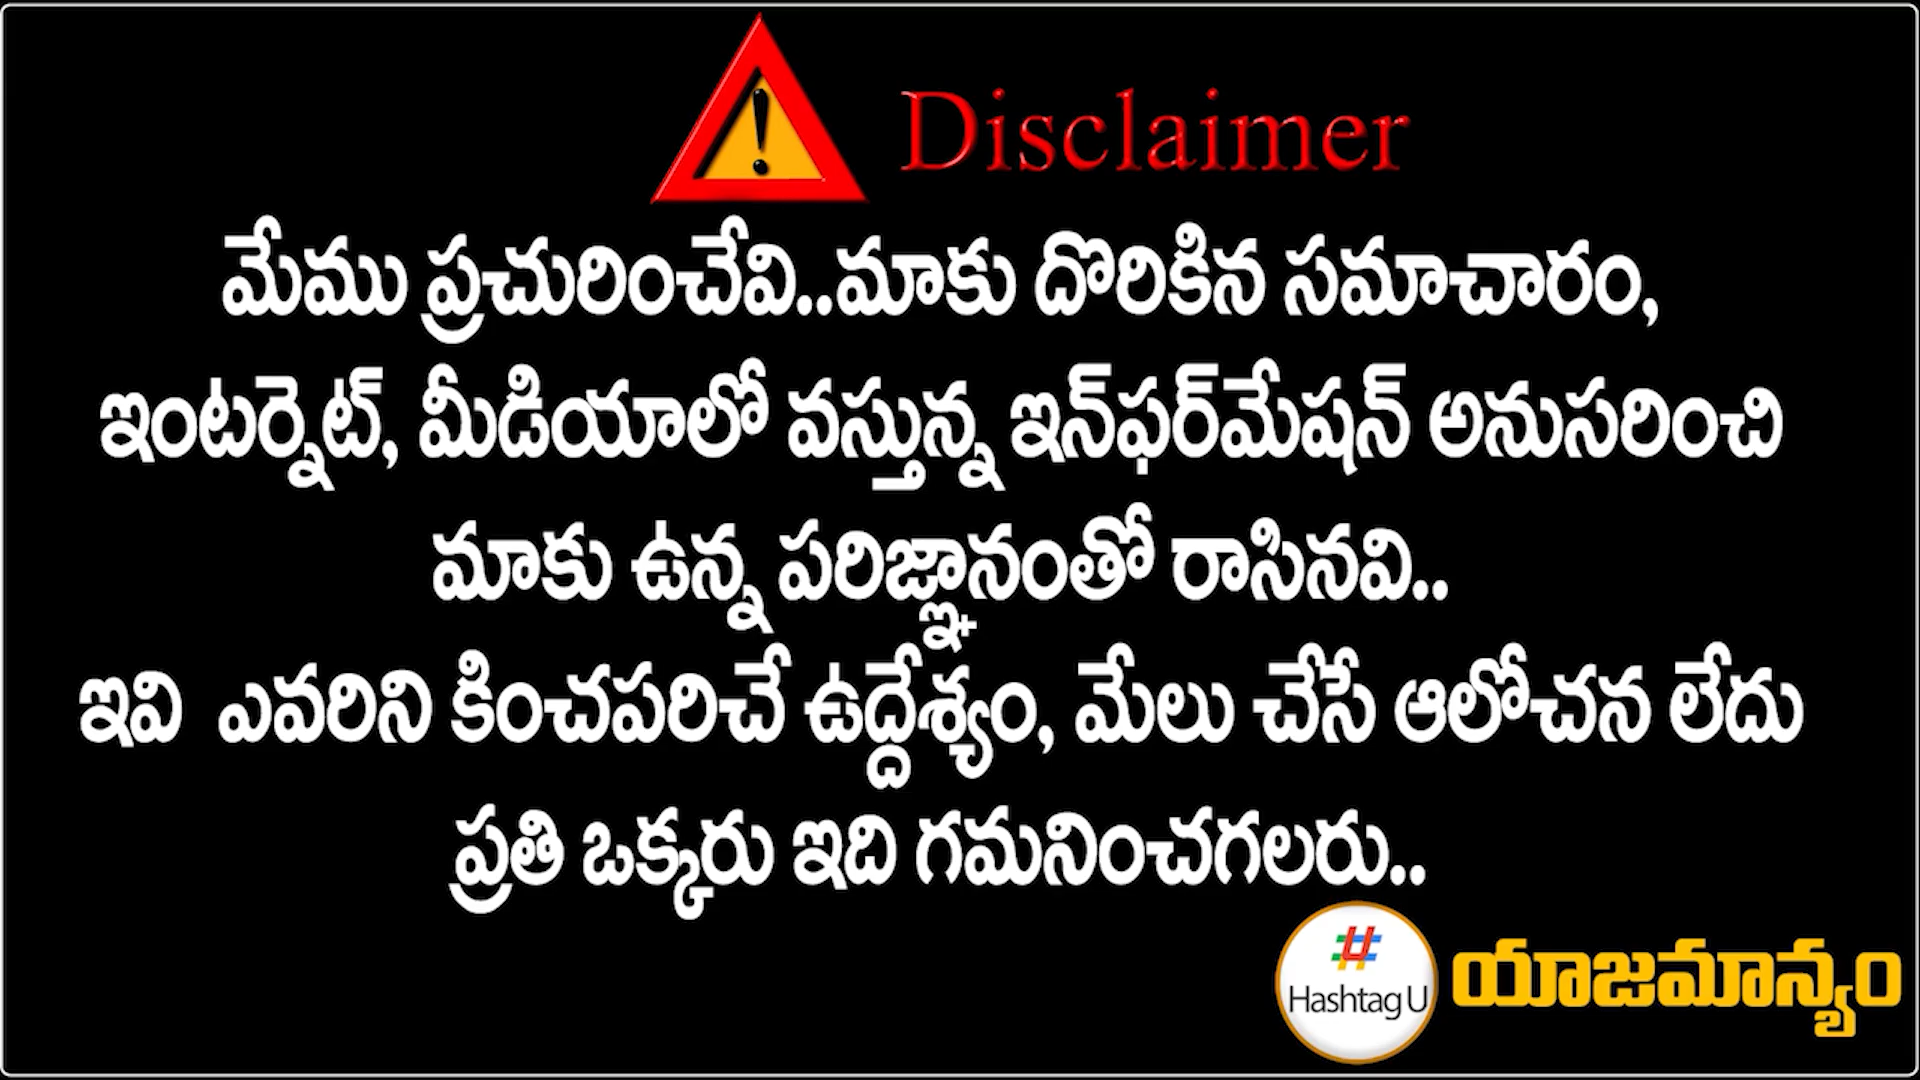 Disclaimer
మేము ప్రచురించేవి..మాకు దొరికిన సమాచారం,
ఇంటర్నెట్, మీడియాలో వస్తున్న ఇన్‌ఫర్‌మేషన్ అనుసరించి
మాకు ఉన్న పరిజ్ఞానంతో రాసినవి..
ఇవి ఎవరిని కించపరిచే ఉద్దేశ్యం, మేలు చేసే ఆలోచన లేదు
ప్రతి ఒక్కరు ఇది గమనించగలరు..
Hashtag U యాజమాన్యం